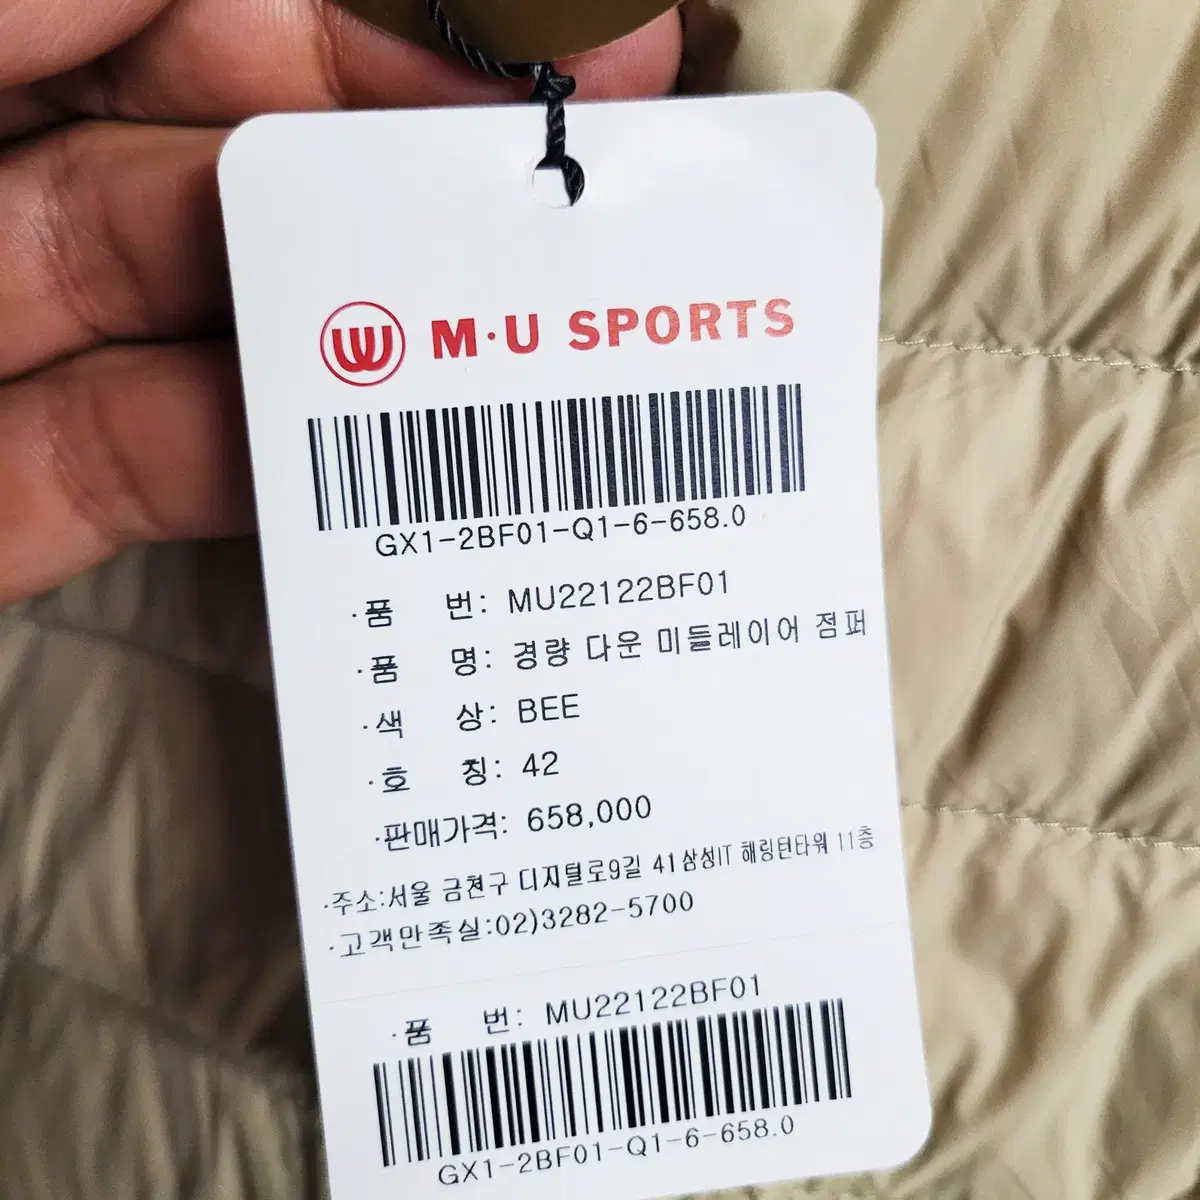 M·U SPORTS
GX1-2BF01-Q1-6-658.0
·품 번: MU22122BF01
·품 명: 경량 다운 미들레이어 점퍼
·색 상: BEE
·호 칭: 42
·판매가격: 658,000
·주소:서울 금천구 디지털로9길 41삼성IT 해링턴타워 11층
·고객만족실:02)3282-5700
·품 번: MU22122BF01
GX1-2BF01-Q1-6-658.0